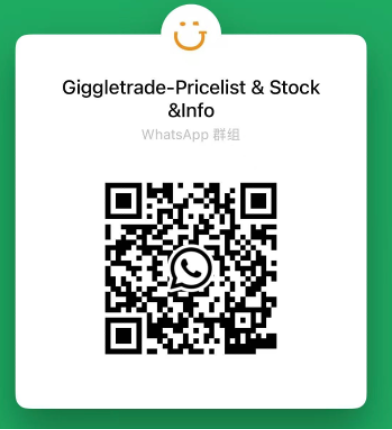 Giggletrade-Pricelist & Stock
&Info
WhatsApp 群组